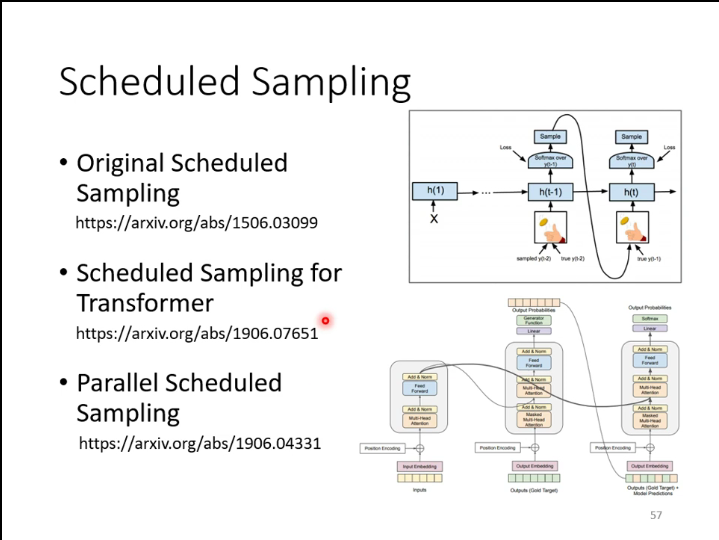 Scheduled Sampling
• Original Scheduled
Sampling
https://arxiv.org/abs/1506.03099
• Scheduled Sampling for
Transformer
https://arxiv.org/abs/1906.07651
• Parallel Scheduled
Sampling
https://arxiv.org/abs/1906.04331
Sample
Sample
Loss
Loss
Softmax over
y(t-1)
Softmax over
y(t)
h(1)
...
h(t-1)
h(t)
X
sampled y(t-2)
true y(t-2)
true y(t-1)
Output Probabilities
Output Probabilities
Generator
Function
Softmax
Linear
Linear
Add & Norm
Add & Norm
Feed
Forward
Feed
Forward
Add & Norm
Feed
Forward
Add & Norm
Multi-Head
Attention
Add & Norm
Multi-Head
Attention
Add & Norm
Multi-Head
Attention
Add & Norm
Masked
Multi-Head
Attention
Add & Norm
Masked
Multi-Head
Attention
Position Encoding
Position Encoding
Position Encoding
Input Embedding
Output Embedding
Output Embedding
Inputs
Outputs (Gold Target)
Outputs (Gold Target) +
Model Predictions
57